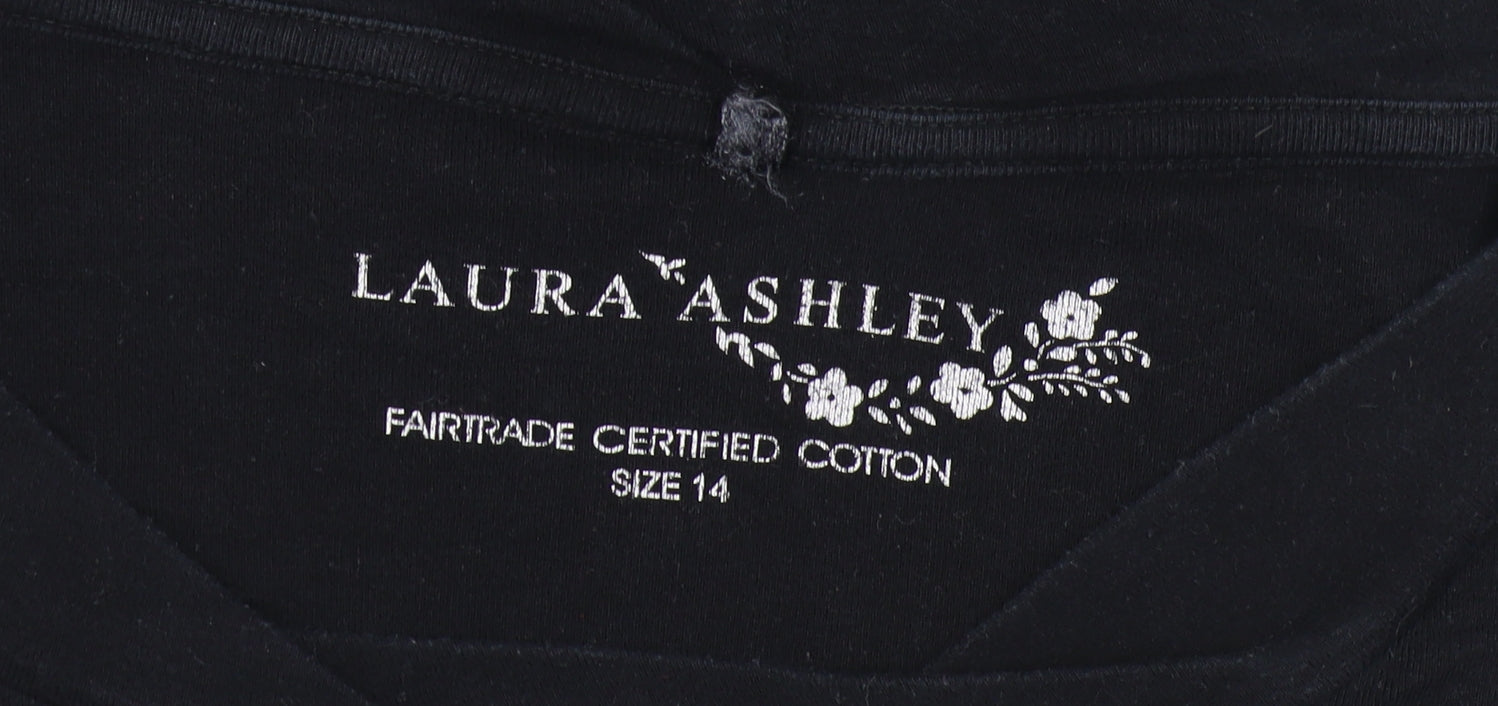 LAURA ASHLEY
FAIRTRADE CERTIFIED COTTON
SIZE 14